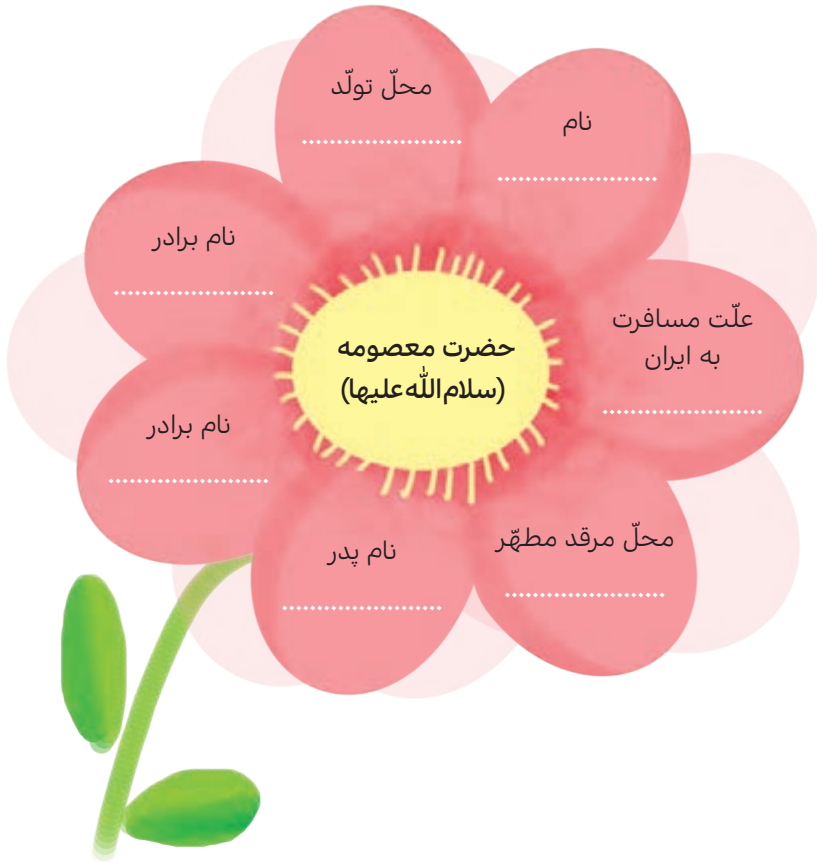 محلّ تولّد
نام
نام برادر
علّت مسافرت
به ایران
حضرت معصومه
(سلام‌اللّه‌علیها)
نام برادر
محلّ مرقد مطهّر
نام پدر